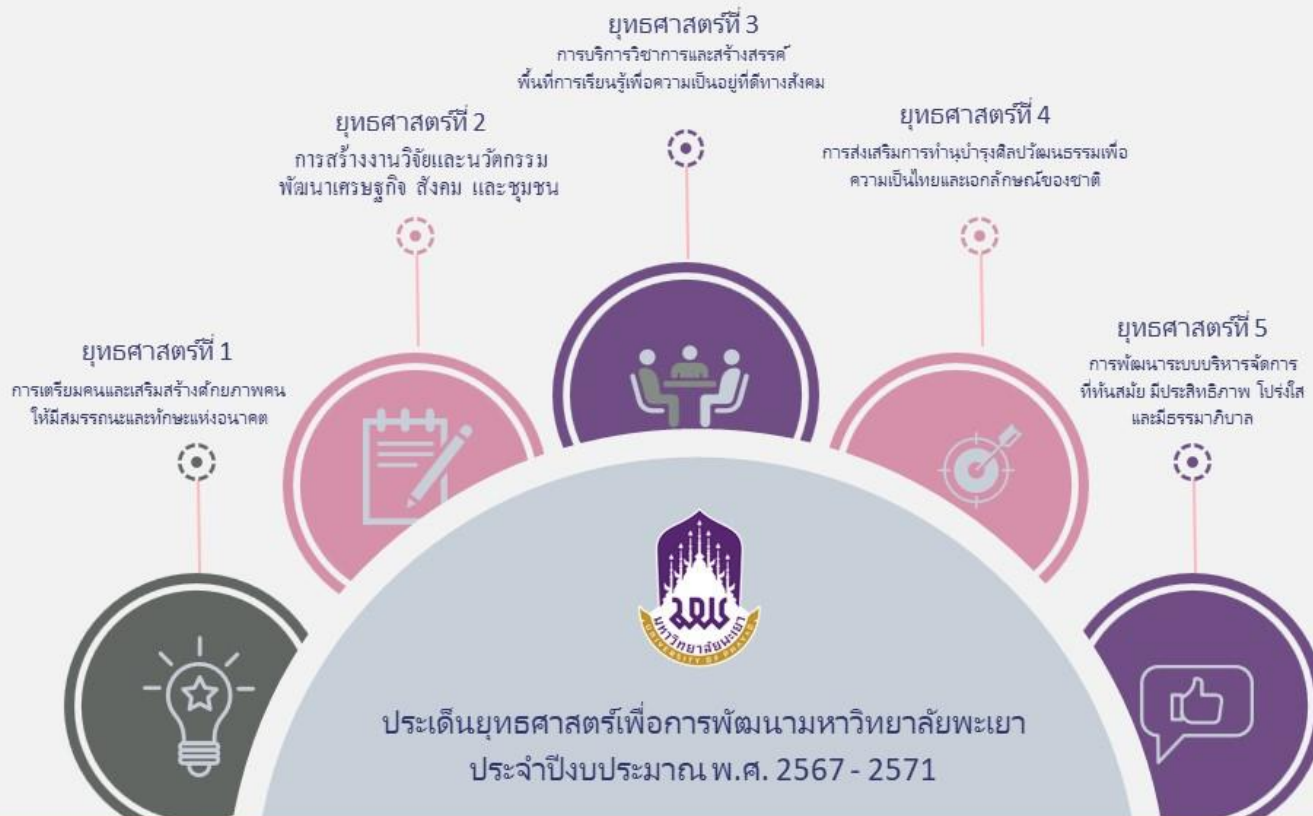 ยุทธศาสตร์ที่ 3
การบริการวิชาการและสร้างสรรค์
พื้นที่การเรียนรู้เพื่อความเป็นอยู่ที่ดีทางสังคม
ยุทธศาสตร์ที่ 2
การสร้างงานวิจัยและนวัตกรรม
พัฒนาเศรษฐกิจ สังคม และชุมชน
ยุทธศาสตร์ที่ 4
การส่งเสริมการทำนุบำรุงศิลปวัฒนธรรมเพื่อ
ความเป็นไทยและเอกลักษณ์ของชาติ
ยุทธศาสตร์ที่ 1
การเตรียมคนและเสริมสร้างศักยภาพคน
ให้มีสมรรถนะและทักษะแห่งอนาคต
ยุทธศาสตร์ที่ 5
การพัฒนาระบบบริหารจัดการ
ที่ทันสมัย มีประสิทธิภาพ โปร่งใส
และมีธรรมาภิบาล
มหาวิทยาลัยพะเยา
UNIVERSITY OF PHAYAO
ประเด็นยุทธศาสตร์เพื่อการพัฒนามหาวิทยาลัยพะเยา
ประจำปีงบประมาณ พ.ศ. 2567 - 2571